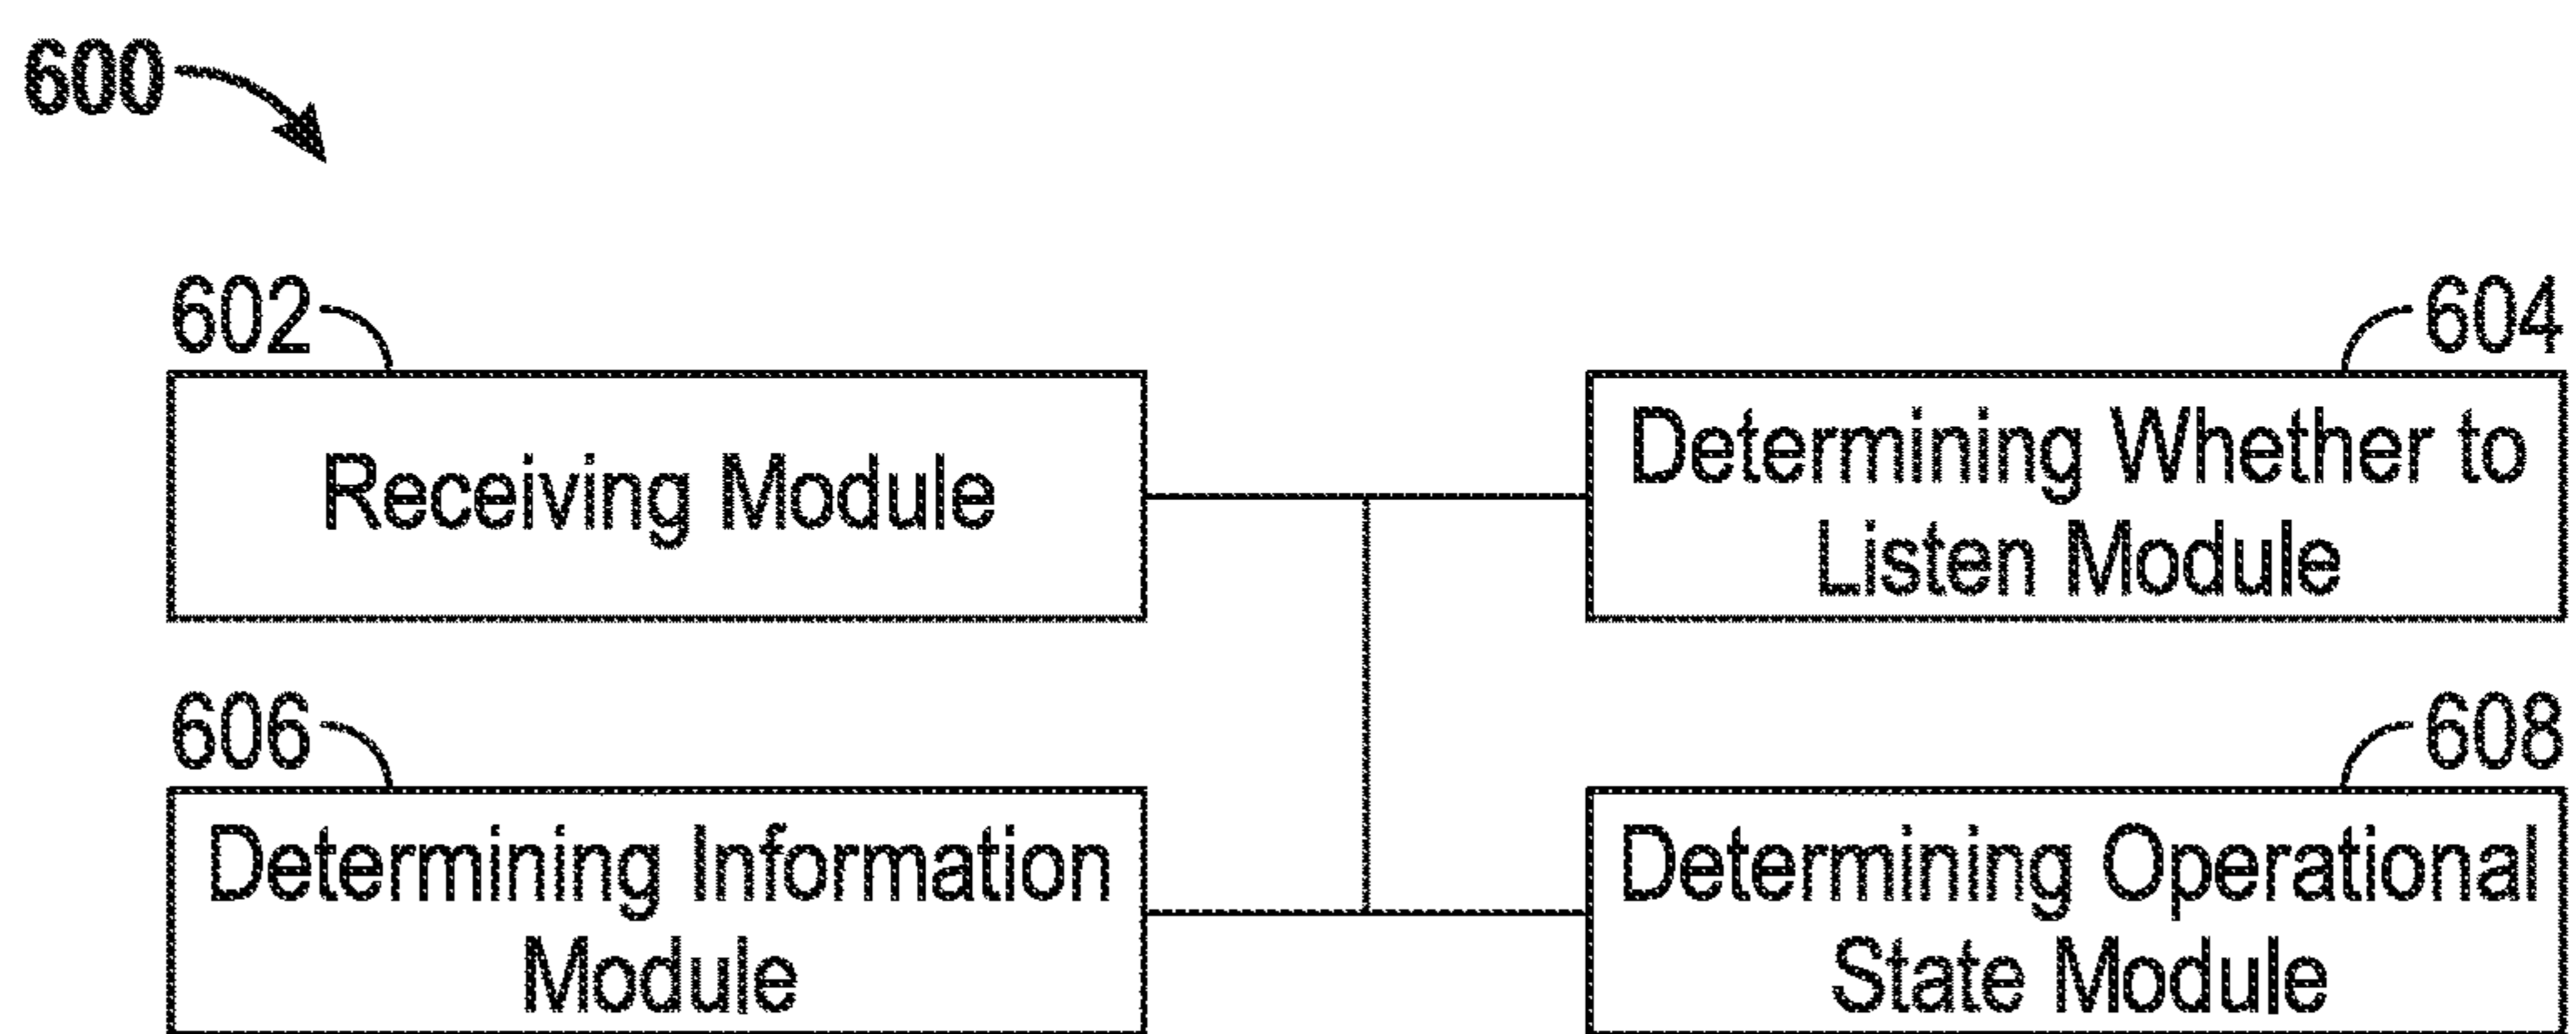 600
602
604
Receiving Module
Determining Whether to
Listen Module
606
608
Determining Information
Module
Determining Operational
State Module